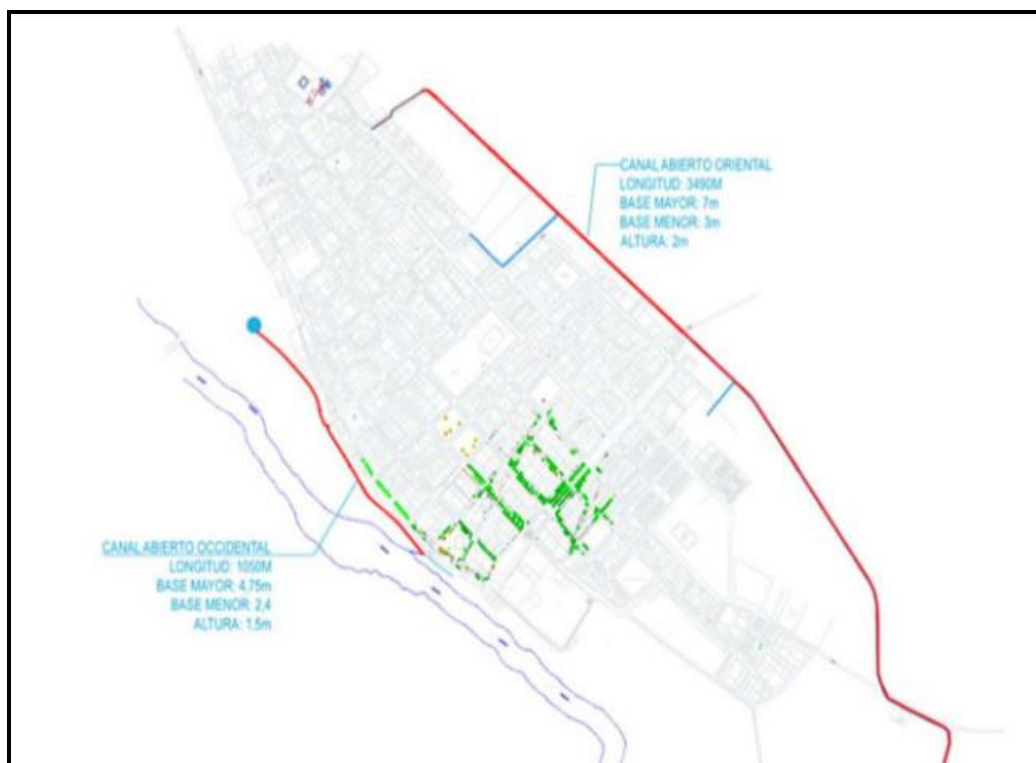 CANAL ABIERTO ORIENTAL
LONGITUD: 3490M
BASE MAYOR: 7m
BASE MENOR: 3m
ALTURA: 2m
CANAL ABIERTO OCCIDENTAL
LONGITUD: 1050M
BASE MAYOR: 4,75m
BASE MENOR: 2,4
ALTURA: 1,5m